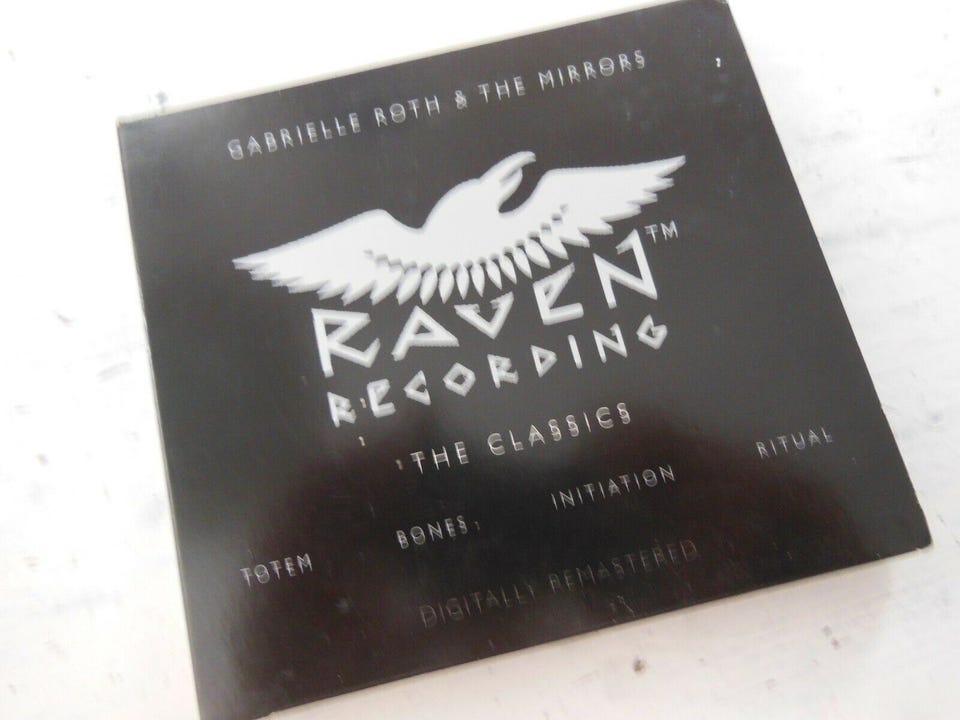 GABRIELLE ROTH & THE MIRRORS
RAVEN™
RECORDING
THE CLASSICS
TOTEM BONES INITIATION RITUAL
DIGITALLY REMASTERED